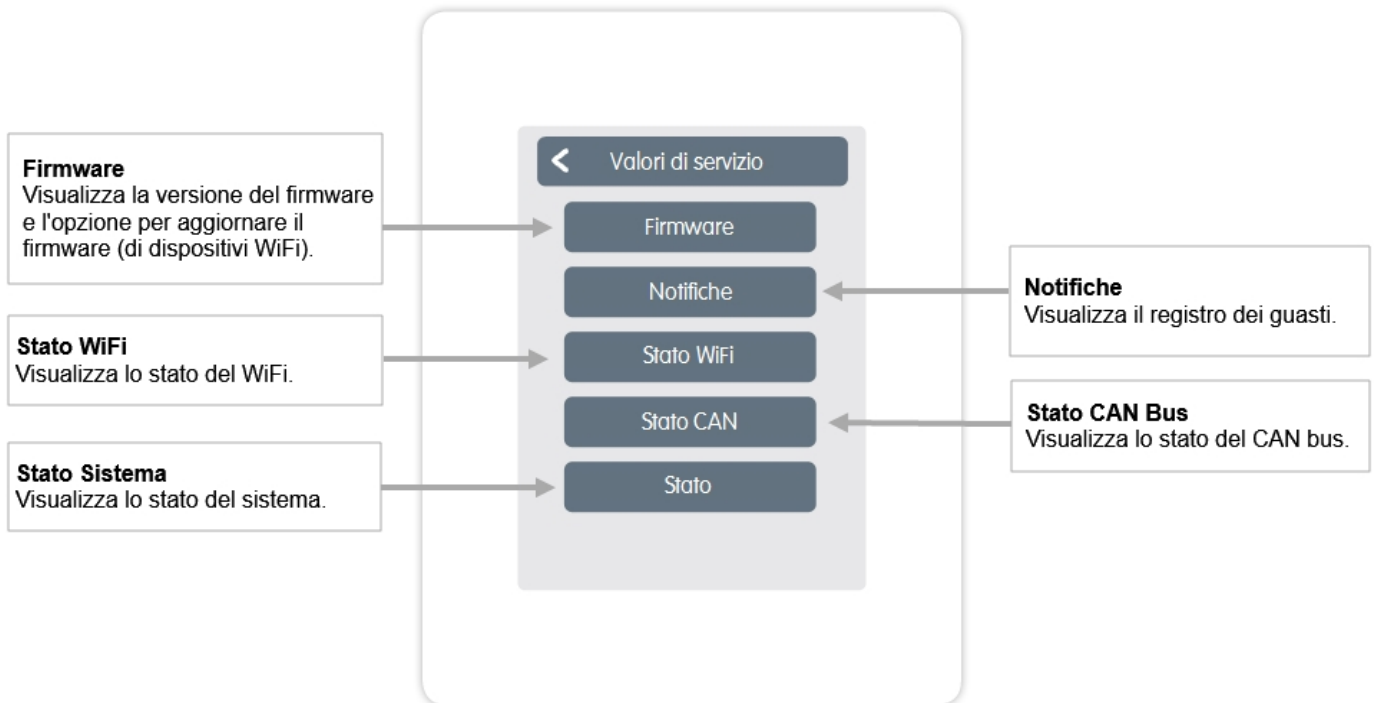 Firmware
Visualizza la versione del firmware
e l'opzione per aggiornare il
firmware (di dispositivi WiFi).
Stato WiFi
Visualizza lo stato del WiFi.
Stato Sistema
Visualizza lo stato del sistema.
Valori di servizio
Firmware
Notifiche
Stato WiFi
Stato CAN
Stato
Notifiche
Visualizza il registro dei guasti.
Stato CAN Bus
Visualizza lo stato del CAN bus.